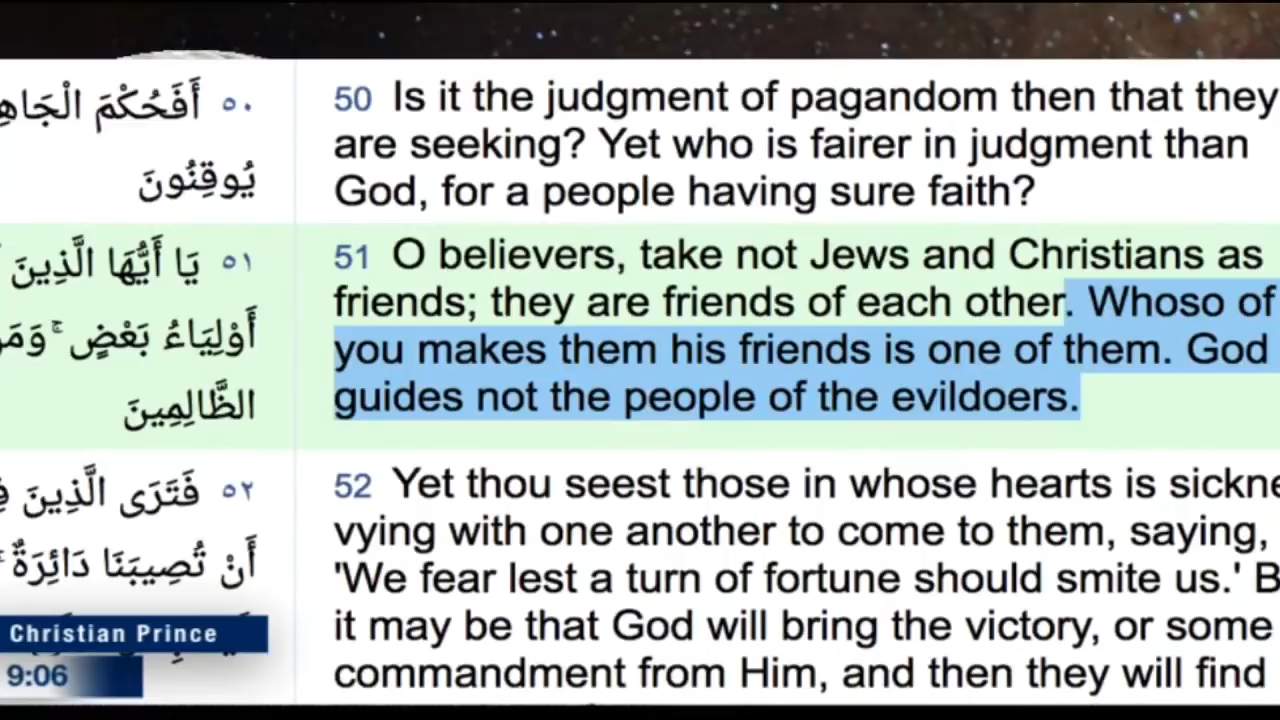 ٥٠ أَفَحُكْمَ
يُوقِنُونَ
50 Is it the judgment of pagandom then that they
are seeking? Yet who is fairer in judgment than
God, for a people having sure faith?
٥١ يَا أَيُّهَا الَّذِينَ
أَوْلِيَاءُ بَعْضٍ ۚ
الظَّالِمِينَ
51 O believers, take not Jews and Christians as
friends; they are friends of each other. Whoso of
you makes them his friends is one of them. God
guides not the people of the evildoers.
٥٢ فَتَرَى الَّذِينَ
أَنْ تُصِيبَنَا دَائِرَةٌ ۚ
52 Yet thou seest those in whose hearts is
vying with one another to come to them, saying,
'We fear lest a turn of fortune should smite us.'
it may be that God will bring the victory, or some
commandment from Him, and then they will find
Christian Prince
9:06